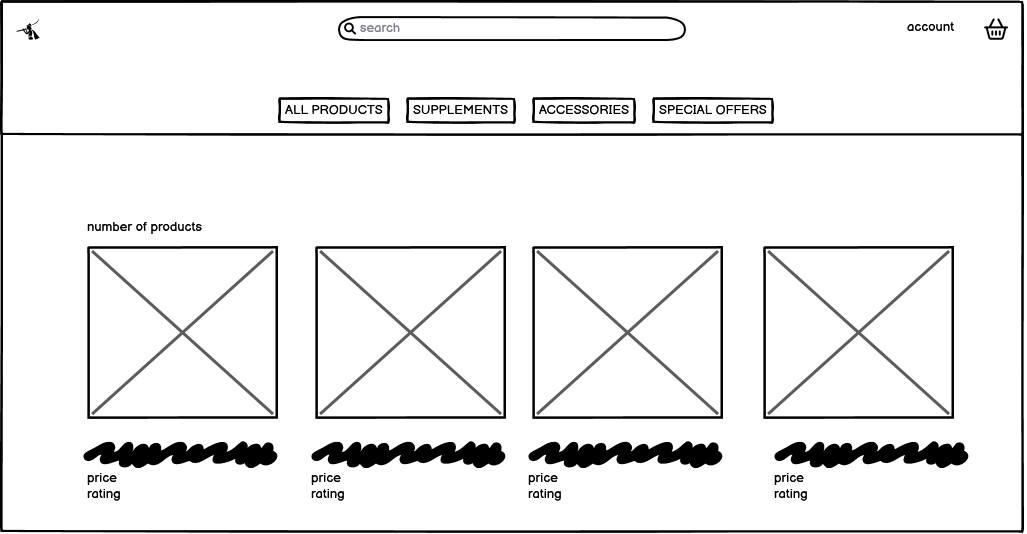 search
account
ALL PRODUCTS SUPPLEMENTS ACCESSORIES SPECIAL OFFERS
number of products
price price price price
rating rating rating rating